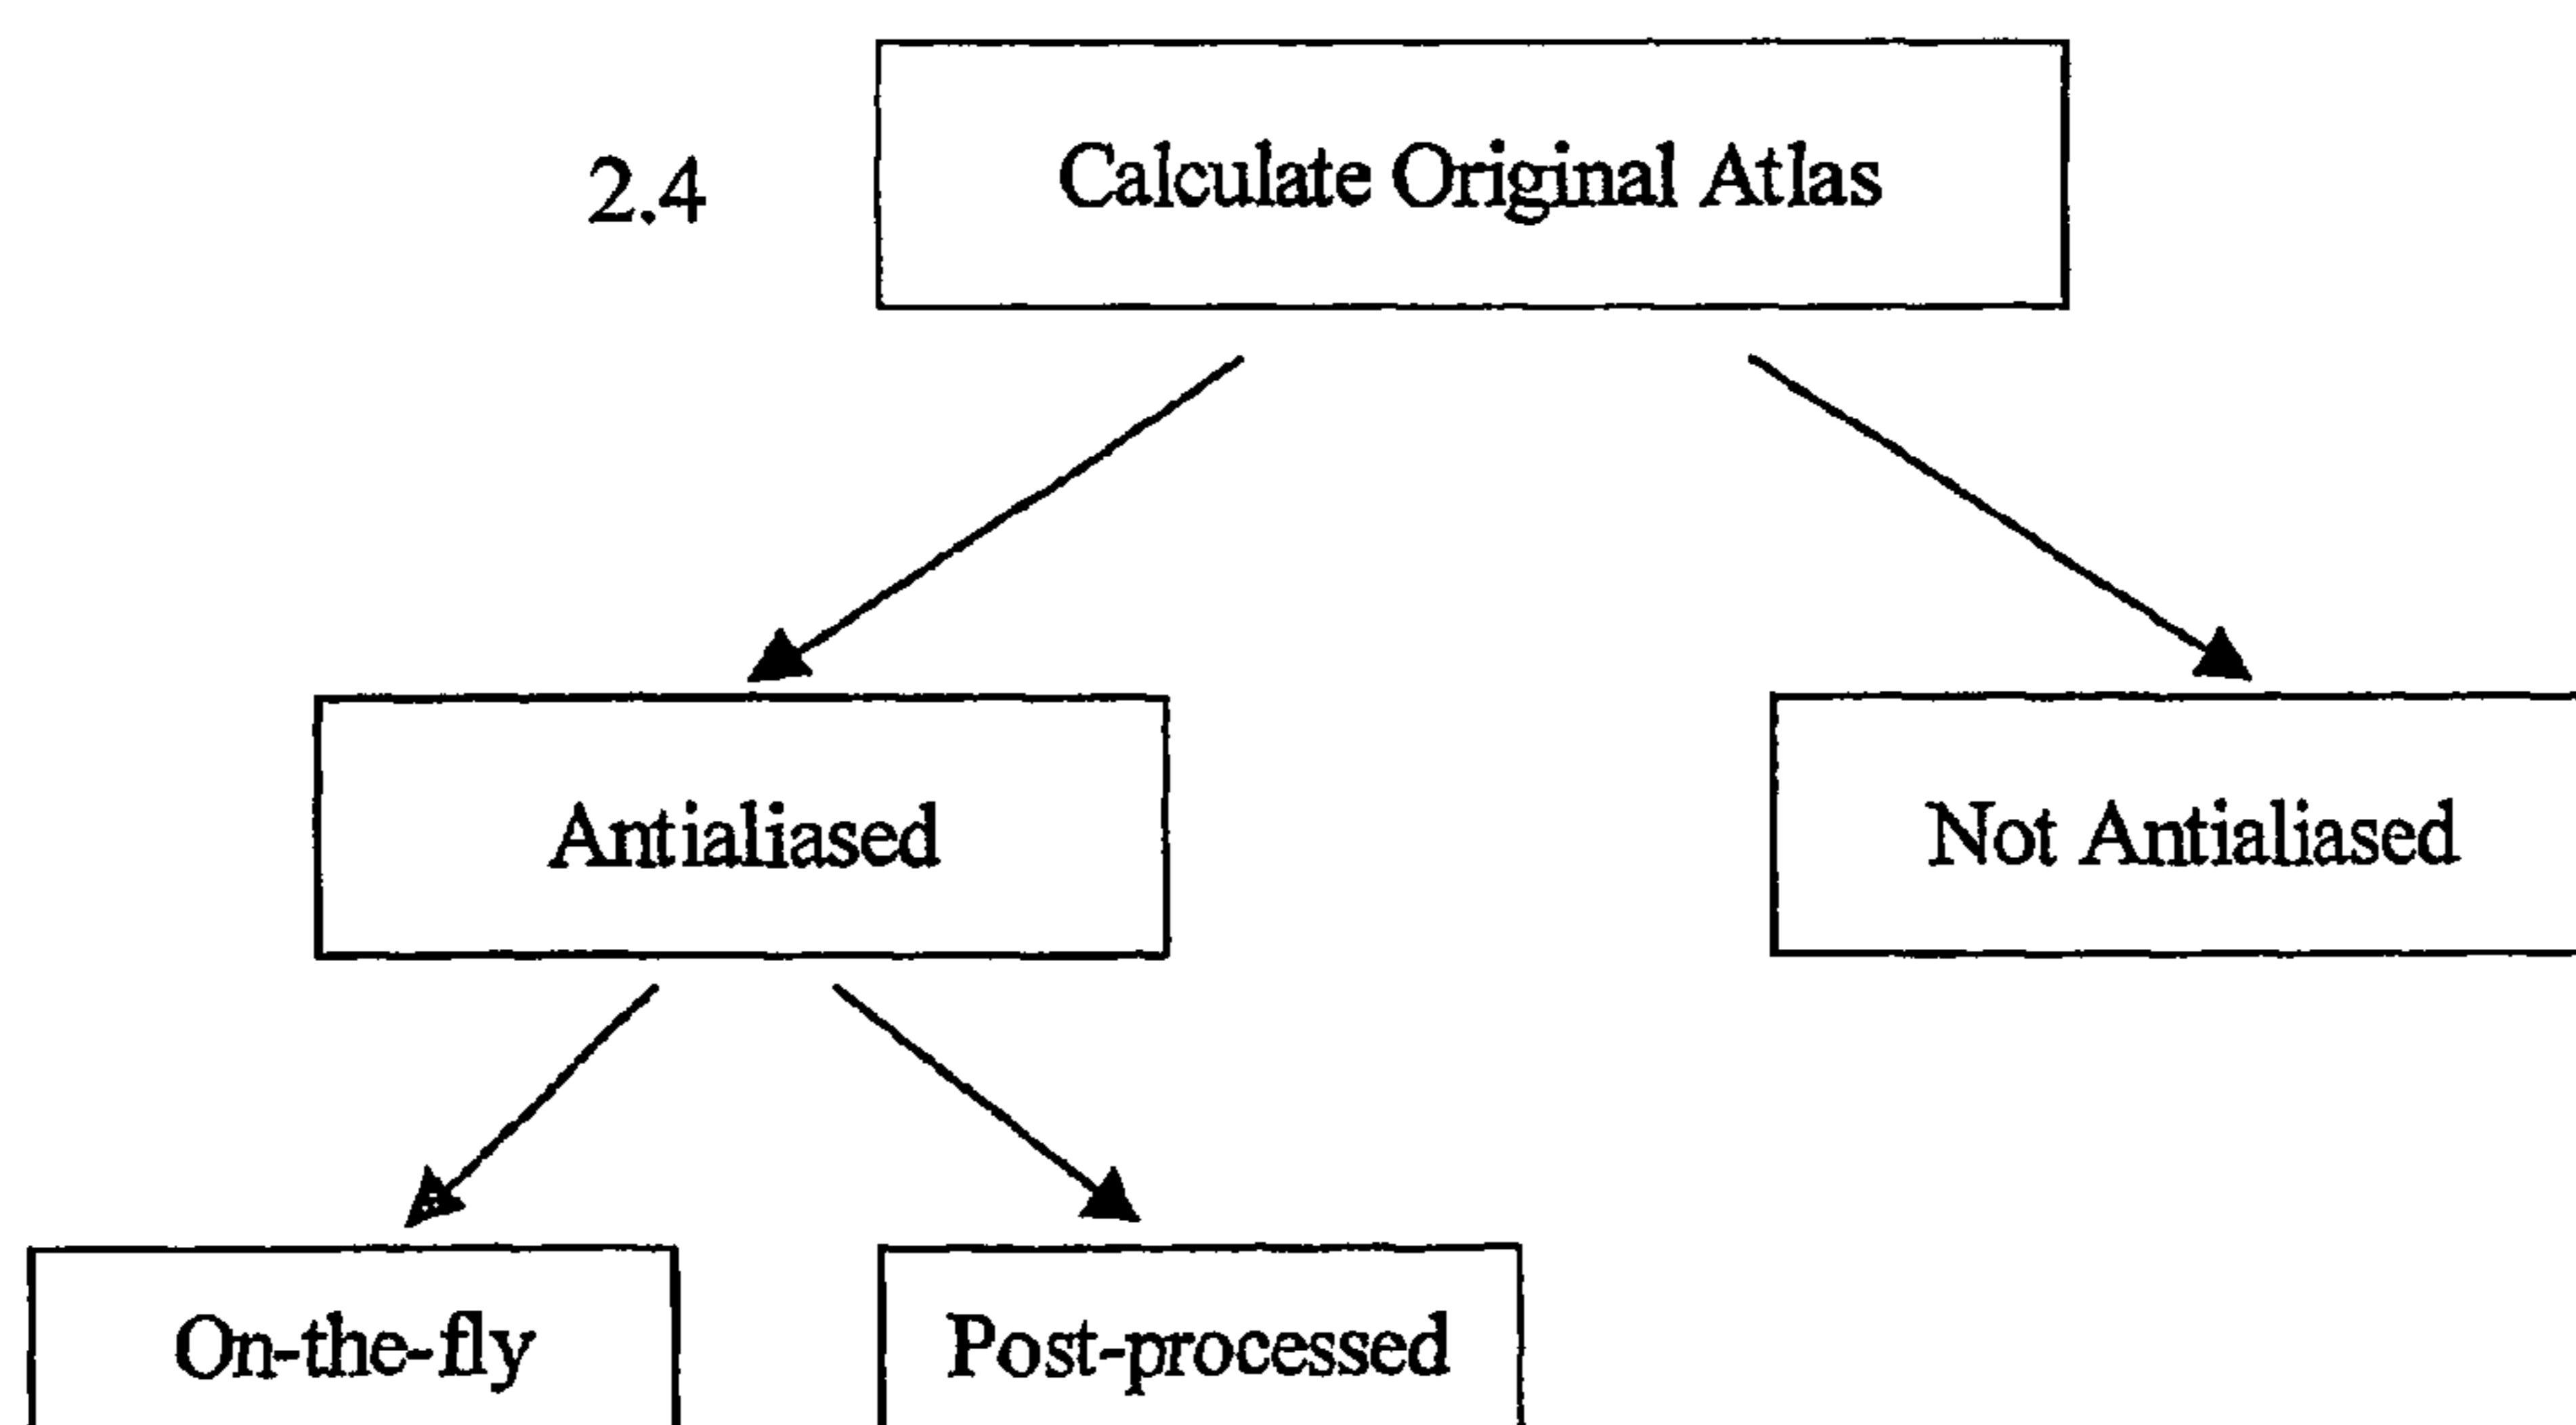 2.4
Calculate Original Atlas
Antialiased
Not Antialiased
On-the-fly
Post-processed